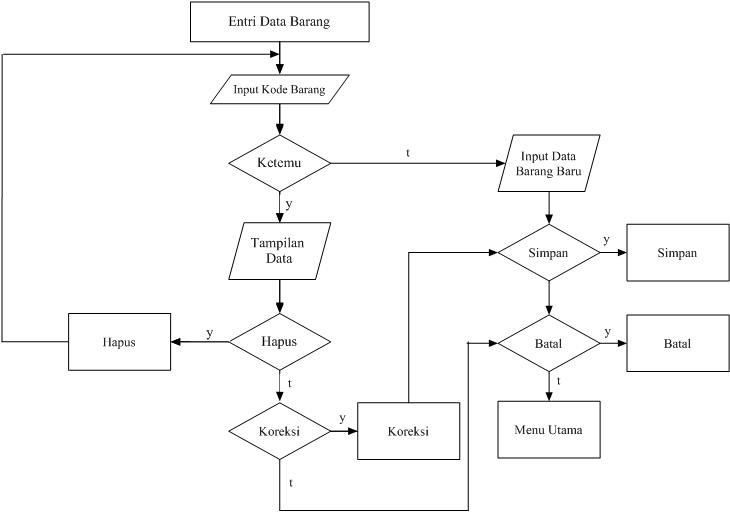 Entri Data Barang
Input Kode Barang
Ketemu
t
Input Data
Barang Baru
y
Tampilan
Data
Simpan
y
Simpan
Hapus
y
Hapus
Batal
y
Batal
t
t
Koreksi
y
Koreksi
Menu Utama
t